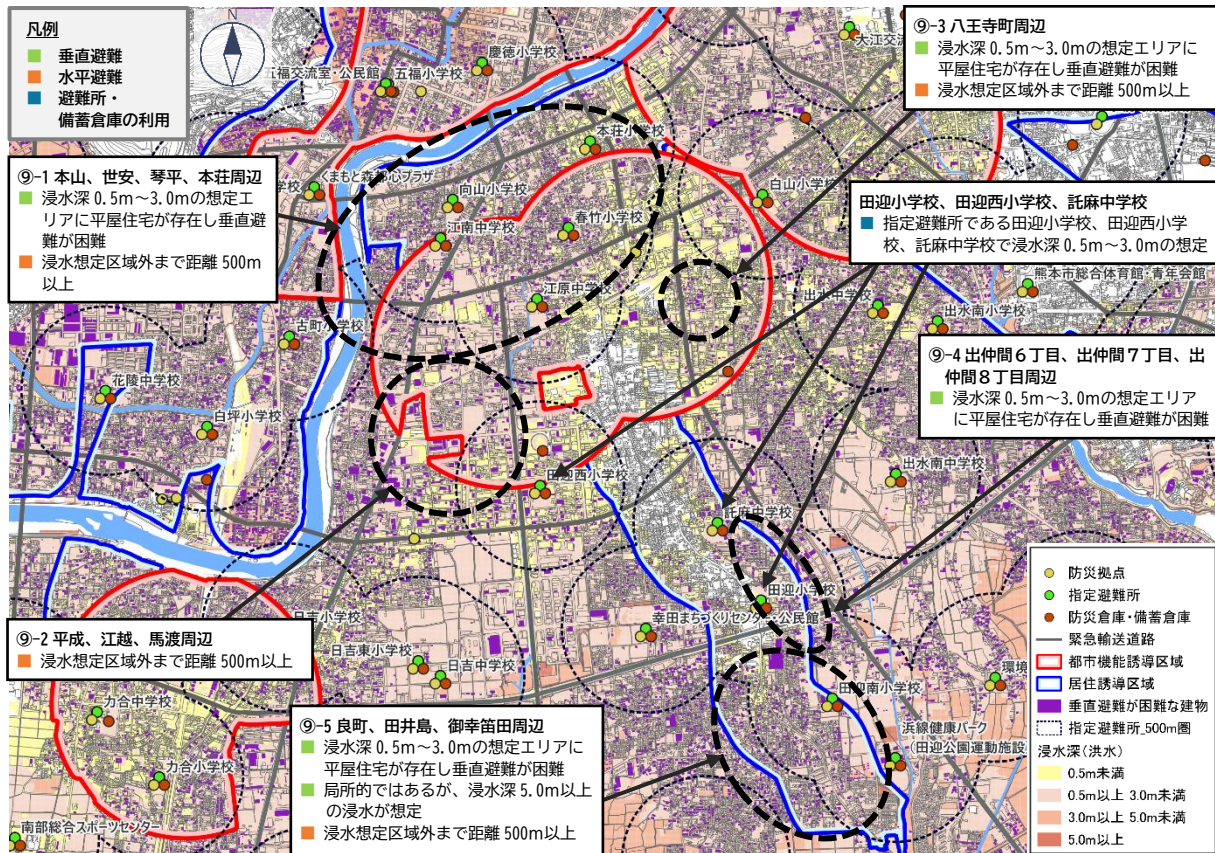 凡例
垂直避難
水平避難
避難所・
備蓄倉庫の利用
N
慶徳小学校
五福交流室・公民館
五福小学校
大江交流
⑨-3 八王寺町周辺
浸水深 0.5m～3.0mの想定エリアに
平屋住宅が存在し垂直避難が困難
浸水想定区域外まで距離 500m以上
⑨-1 本山、世安、琴平、本荘周辺
浸水深 0.5m～3.0mの想定エ
リアに平屋住宅が存在し垂直避
難が困難
浸水想定区域外まで距離 500m
以上
本荘小学校
くまもと森都心プラザ
学校
向山小学校
白山小学校
春竹小学校
江南中学校
田迎小学校、田迎西小学校、託麻中学校
指定避難所である田迎小学校、田迎西小学
校、託麻中学校で浸水深 0.5m～3.0mの想定
熊本市総合体育館・青年会館
江原中学校
出水中学校
出水南小学校
古町小学校
⑨-4 出仲間６丁目、出仲間７丁目、出
仲間８丁目周辺
浸水深 0.5m～3.0mの想定エリア
に平屋住宅が存在し垂直避難が困難
花陵中学校
白坪小学校
田迎西小学校
出水南中学校
託麻中学校
田迎小学校
幸田まちづくりセンター・公民館
日吉小学校
⑨-2 平成、江越、馬渡周辺
浸水想定区域外まで距離 500m以上
日吉東小学校
日吉中学校
田迎南小学校
環境
力合中学校
浜線健康パーク
(田迎公園運動施設
⑨-5 良町、田井島、御幸笛田周辺
浸水深 0.5m～3.0mの想定エリアに
平屋住宅が存在し垂直避難が困難
局所的ではあるが、浸水深 5.0m以上
の浸水が想定
浸水想定区域外まで距離 500m以上
力合小学校
南部総合スポーツセンタ
防災拠点
指定避難所
防災倉庫・備蓄倉庫
緊急輸送道路
都市機能誘導区域
居住誘導区域
垂直避難が困難な建物
指定避難所_500m圏
浸水深(洪水)
0.5m未満
0.5m以上 3.0m未満
3.0m以上 5.0m未満
5.0m以上